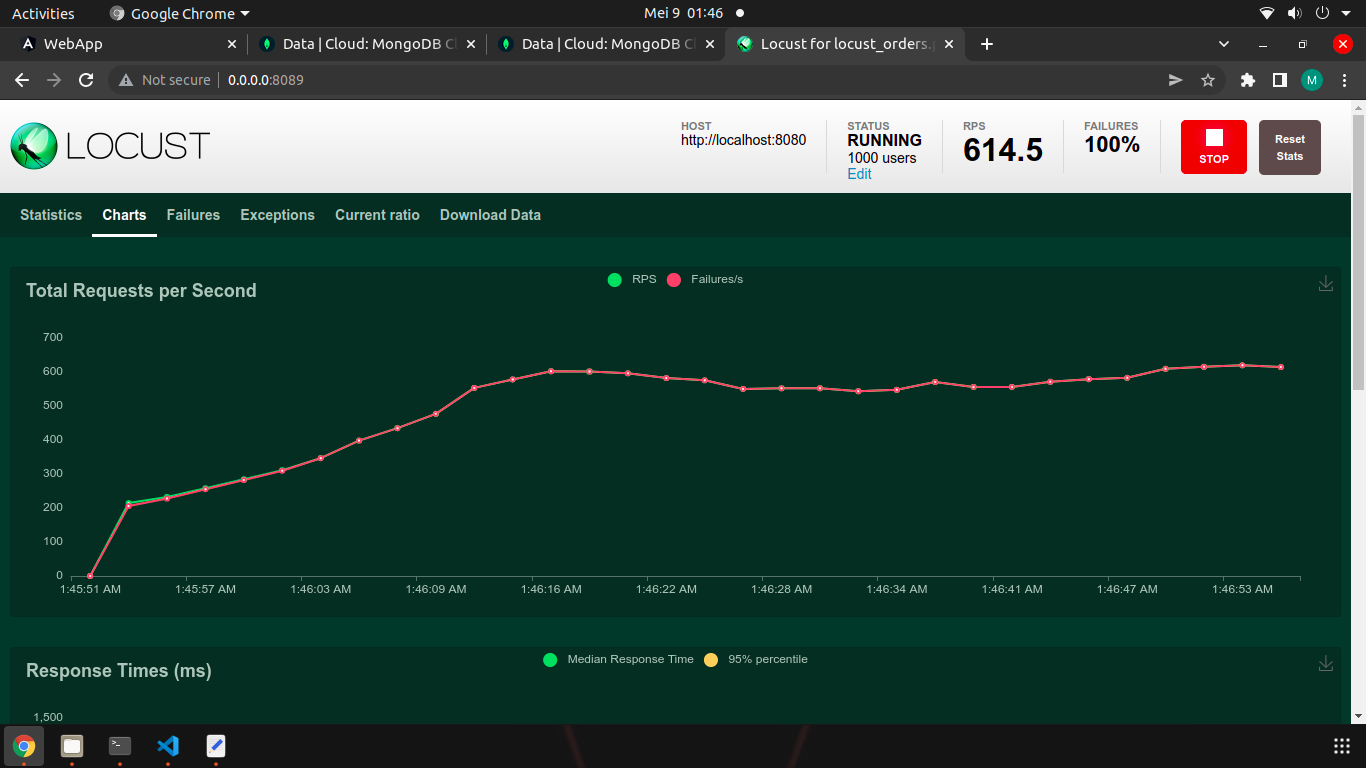 Activities Google Chrome Mei 9 01:46
WebApp Data | Cloud: MongoDB Cl Data | Cloud: MongoDB Cl Locust for locust_orders.p
Not secure 0.0.0.0:8089 M
LOCUST
HOST
http://localhost:8080
STATUS
RUNNING
1000 users
Edit
RPS
614.5
FAILURES
100%
STOP
Reset
Stats
Statistics Charts Failures Exceptions Current ratio Download Data
Total Requests per Second
RPS Failures/s
700
600
500
400
300
200
100
0
1:45:51 AM 1:45:57 AM 1:46:03 AM 1:46:09 AM 1:46:16 AM 1:46:22 AM 1:46:28 AM 1:46:34 AM 1:46:41 AM 1:46:47 AM 1:46:53 AM
Response Times (ms)
Median Response Time 95% percentile
1,500